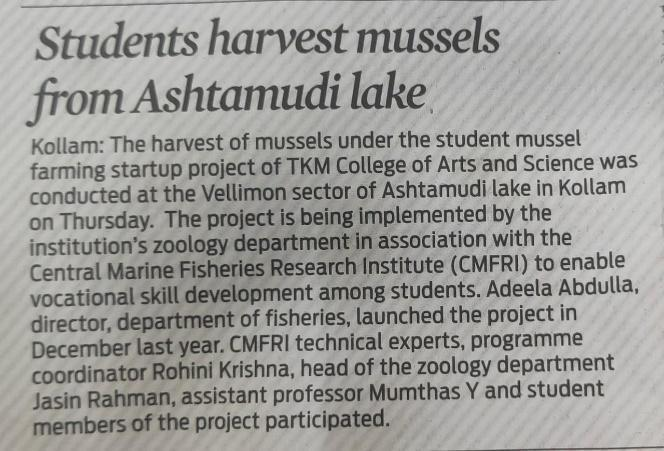 Students harvest mussels
from Ashtamudi lake
Kollam: The harvest of mussels under the student mussel
farming startup project of TKM College of Arts and Science was
conducted at the Vellimon sector of Ashtamudi lake in Kollam
on Thursday. The project is being implemented by the
institution's zoology department in association with the
Central Marine Fisheries Research Institute (CMFRI) to enable
vocational skill development among students. Adeela Abdulla,
director, department of fisheries, launched the project in
December last year. CMFRI technical experts, programme
coordinator Rohini Krishna, head of the zoology department
Jasin Rahman, assistant professor Mumthas Y and student
members of the project participated.